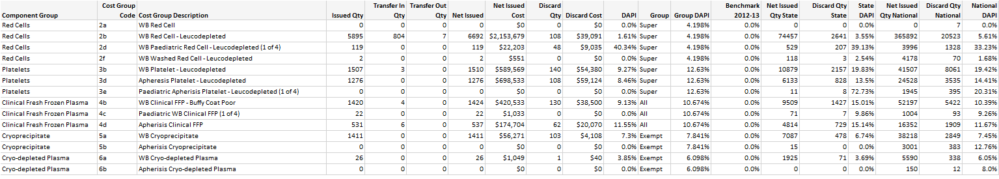 Component Group Cost Group Code Cost Group Description Issued Qty Transfer In Qty Transfer Out Qty Net Issued Net Issued Cost Discard Qty Discard Cost DAPI Group Group DAPI Benchmark 2012-13 Net Issued Qty State Discard Qty State State DAPI Net Issued Qty National Discard Qty National National DAPI
Red Cells 2a WB Red Cell 0 0 0 0 $0 0 $0 0.0% Super 4.198% 0.0% 0 0 0.0% 0 7 0.0%
Red Cells 2b WB Red Cell - Leucodepleted 5895 804 7 6692 $2,153,679 108 $39,091 1.61% Super 4.198% 0.0% 74457 2641 3.55% 365892 20523 5.61%
Red Cells 2d WB Paediatric Red Cell - Leucodepleted (1 of 4) 119 0 0 119 $22,203 48 $9,035 40.34% Super 4.198% 0.0% 529 207 39.13% 3996 1328 33.23%
Red Cells 2f WB Washed Red Cell - Leucodepleted 2 0 0 2 $551 0 $0 0.0% Super 4.198% 0.0% 118 3 2.54% 4178 70 1.68%
Platelets 3b WB Platelet - Leucodepleted 1507 3 0 1510 $589,569 140 $54,380 9.27% Super 12.63% 0.0% 10879 2157 19.83% 41507 8061 19.42%
Platelets 3d Apheresis Platelet - Leucodepleted 1276 0 0 1276 $698,533 108 $59,124 8.46% Super 12.63% 0.0% 6133 828 13.5% 24528 3535 14.41%
Platelets 3e Paediatric Apherisis Platelet - Leucodepleted (1 of 4) 0 0 0 0 $0 0 $0 0.0% Super 12.63% 0.0% 11 8 72.73% 1945 395 20.31%
Clinical Fresh Frozen Plasma 4b WB Clinical FFP - Buffy Coat Poor 1420 4 0 1424 $420,533 130 $38,500 9.13% All 10.674% 0.0% 9509 1427 15.01% 52197 5422 10.39%
Clinical Fresh Frozen Plasma 4c Paediatric WB Clinical FFP (1 of 4) 22 0 0 22 $1,033 0 $0 0.0% All 10.674% 0.0% 71 7 9.86% 1004 93 9.26%
Clinical Fresh Frozen Plasma 4d Apherisis Clinical FFP 531 6 0 537 $174,704 62 $20,070 11.55% All 10.674% 0.0% 4814 729 15.14% 16352 1909 11.67%
Cryoprecipitate 5a WB Cryoprecipitate 1411 0 0 1411 $56,271 103 $4,108 7.3% Exempt 7.841% 0.0% 7087 478 6.74% 38218 2849 7.45%
Cryoprecipitate 5b Apherisis Cryoprecipitate 0 0 0 0 $0 0 $0 0.0% Exempt 7.841% 0.0% 15 0 0.0% 3001 383 12.76%
Cryo-depleted Plasma 6a WB Cryo-depleted Plasma 26 0 0 26 $1,049 1 $40 3.85% Exempt 6.098% 0.0% 1925 71 3.69% 5590 338 6.05%
Cryo-depleted Plasma 6b Apherisis Cryo-depleted Plasma 0 0 0 0 $0 0 $0 0.0% Exempt 6.098% 0.0% 0 0 0.0% 150 12 8.0%